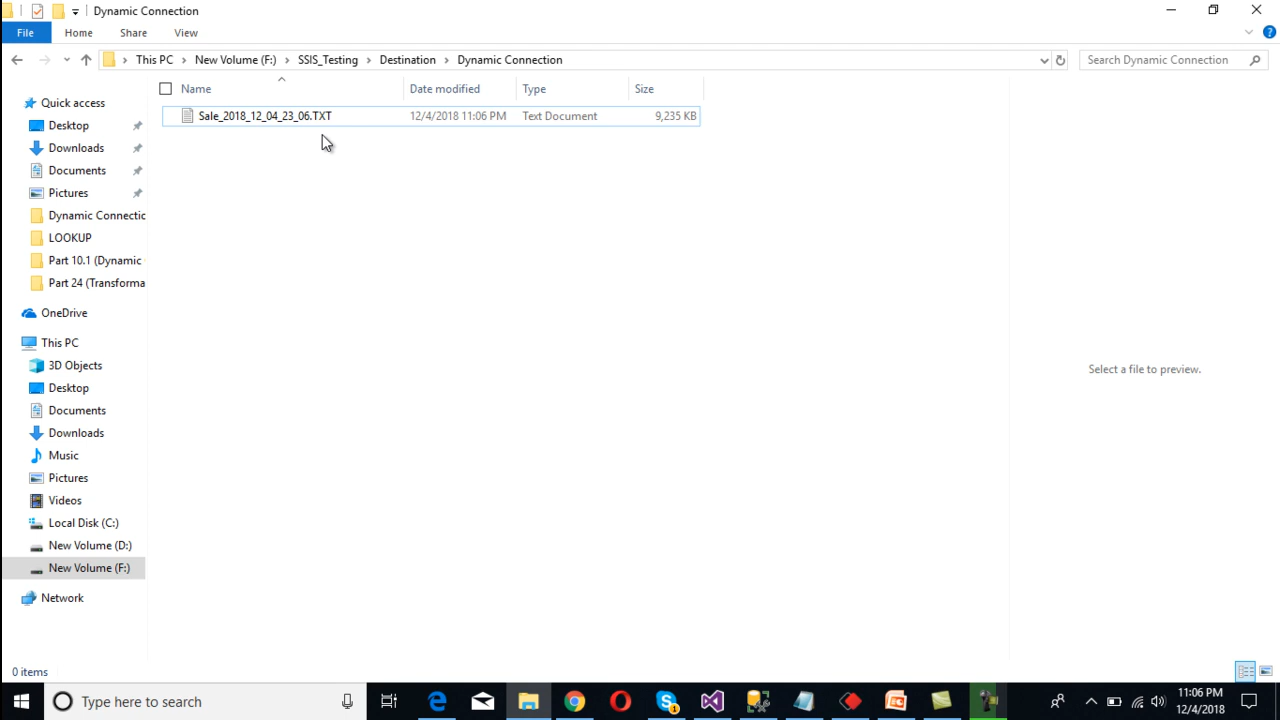 Dynamic Connection
File Home Share View
This PC New Volume (F:) SSIS_Testing Destination Dynamic Connection Search Dynamic Connection
Name Date modified Type Size
Sale_2018_12_04_23_06.TXT 12/4/2018 11:06 PM Text Document 9,235 KB
Quick access
Desktop
Downloads
Documents
Pictures
Dynamic Connectic
LOOKUP
Part 10.1 (Dynamic
Part 24 (Transforma
OneDrive
This PC
3D Objects
Desktop
Documents
Downloads
Music
Pictures
Videos
Local Disk (C:)
New Volume (D:)
New Volume (F:)
Network
Select a file to preview.
0 items
Type here to search
11:06 PM
12/4/2018